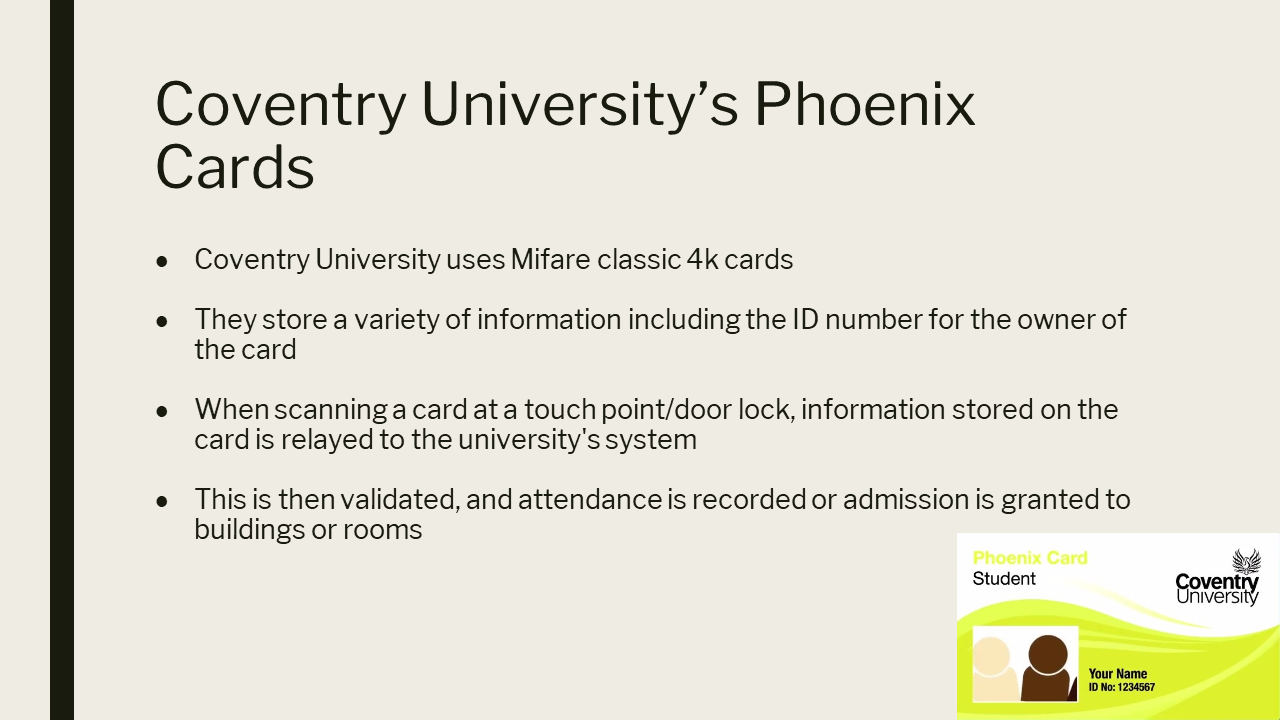 Coventry University’s Phoenix
Cards
● Coventry University uses Mifare classic 4k cards
● They store a variety of information including the ID number for the owner of
the card
● When scanning a card at a touch point/door lock, information stored on the
card is relayed to the university's system
● This is then validated, and attendance is recorded or admission is granted to
buildings or rooms
Phoenix Card
Student
Coventry
University
Your Name
ID No: 1234567